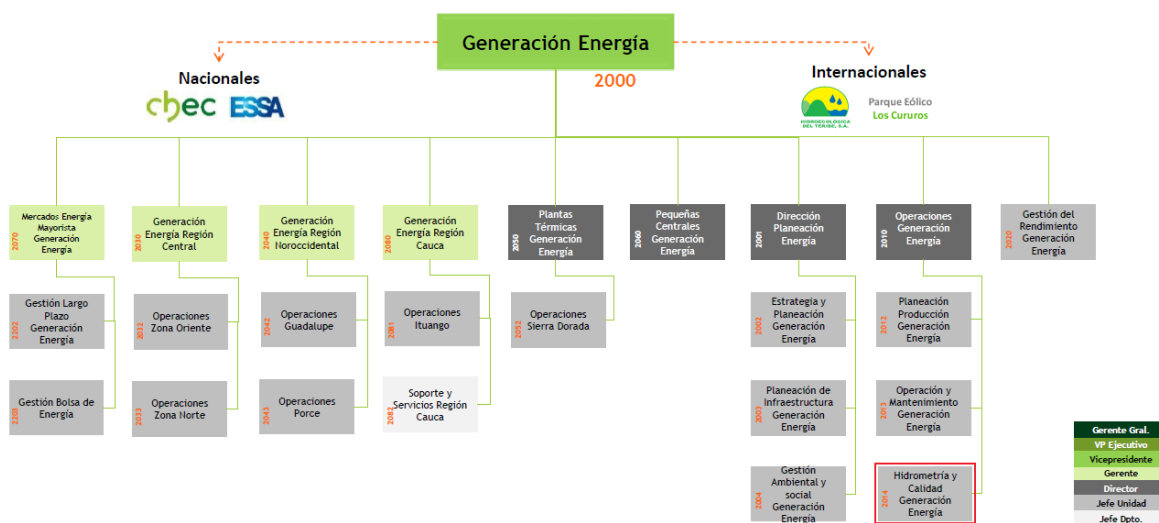 Generación Energía
2000
Nacionales
chec ESSA
Internacionales
HIDROECOLÓGICA
DEL TERIBE, S.A.
Parque Eólico
Los Cururos
2070
Mercados Energía
Mayorista
Generación
Energía
2030
Generación
Energía Región
Central
2040
Generación
Energía Región
Noroccidental
2080
Generación
Energía Región
Cauca
2050
Plantas
Térmicas
Generación
Energía
2060
Pequeñas
Centrales
Generación
Energía
2001
Dirección
Planeación
Energía
2010
Operaciones
Generación
Energía
2020
Gestión del
Rendimiento
Generación
Energía
2202
Gestión Largo
Plazo
Generación
Energía
2032
Operaciones
Zona Oriente
2042
Operaciones
Guadalupe
2081
Operaciones
Ituango
2052
Operaciones
Sierra Dorada
2002
Estrategia y
Planeación
Generación
Energía
2012
Planeación
Producción
Generación
Energía
2203
Gestión Bolsa de
Energía
2033
Operaciones
Zona Norte
2043
Operaciones
Porce
2082
Soporte y
Servicios Región
Cauca
2003
Planeación de
Infraestructura
Generación
Energía
2013
Operación y
Mantenimiento
Generación
Energía
2004
Gestión
Ambiental y
social
Generación
Energía
2014
Hidrometría y
Calidad
Generación
Energía
Gerente Gral.
VP Ejecutivo
Vicepresidente
Gerente
Director
Jefe Unidad
Jefe Dpto.